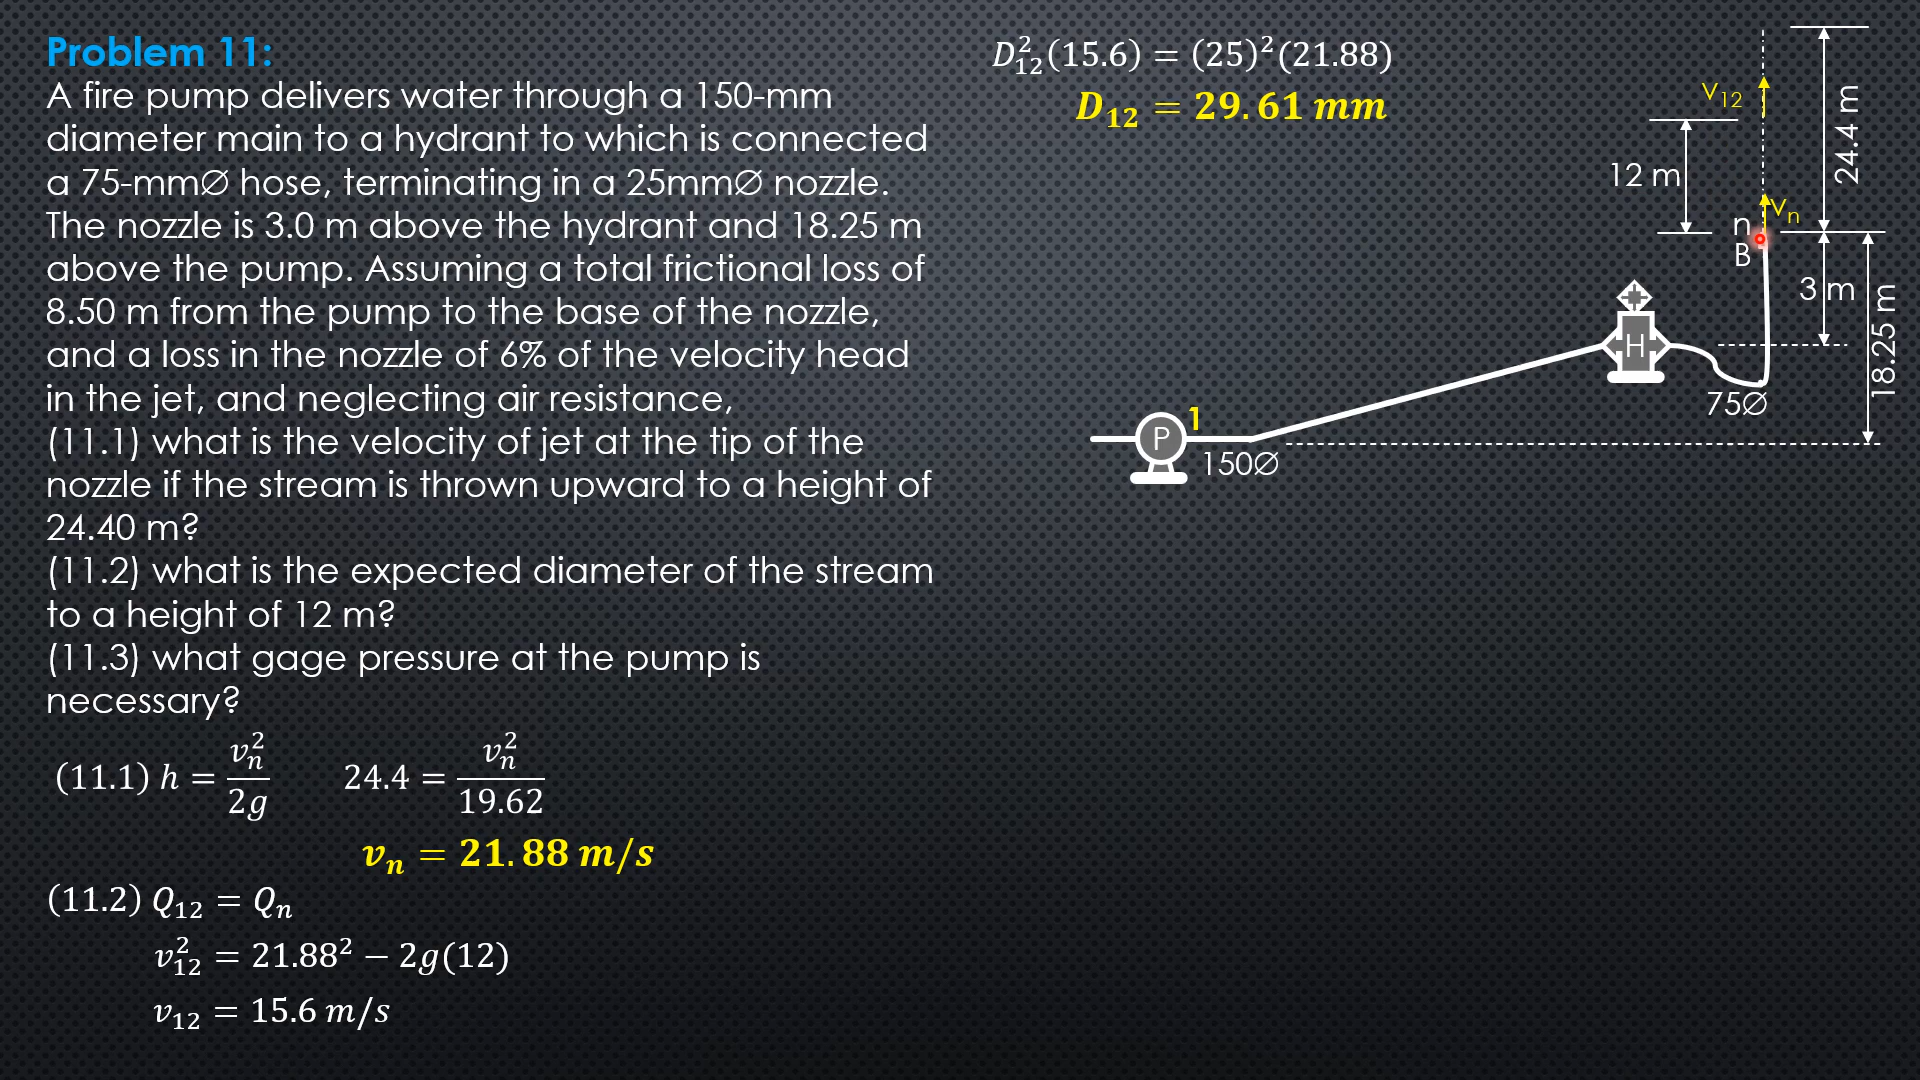 Problem 11:
A fire pump delivers water through a 150-mm
diameter main to a hydrant to which is connected
a 75-mm∅ hose, terminating in a 25mm∅ nozzle.
The nozzle is 3.0 m above the hydrant and 18.25 m
above the pump. Assuming a total frictional loss of
8.50 m from the pump to the base of the nozzle,
and a loss in the nozzle of 6% of the velocity head
in the jet, and neglecting air resistance,
(11.1) what is the velocity of jet at the tip of the
nozzle if the stream is thrown upward to a height of
24.40 m?
(11.2) what is the expected diameter of the stream
to a height of 12 m?
(11.3) what gage pressure at the pump is
necessary?
(11.1) h = v_n^2 / 2g    24.4 = v_n^2 / 19.62
v_n = 21.88 m/s
(11.2) Q_12 = Q_n
v_12^2 = 21.88^2 − 2g(12)
v_12 = 15.6 m/s
D_12^2(15.6) = (25)^2(21.88)
D_12 = 29.61 mm
v_12
24.4 m
12 m
v_n
n
B
3 m
18.25 m
H
75∅
1
P
150∅